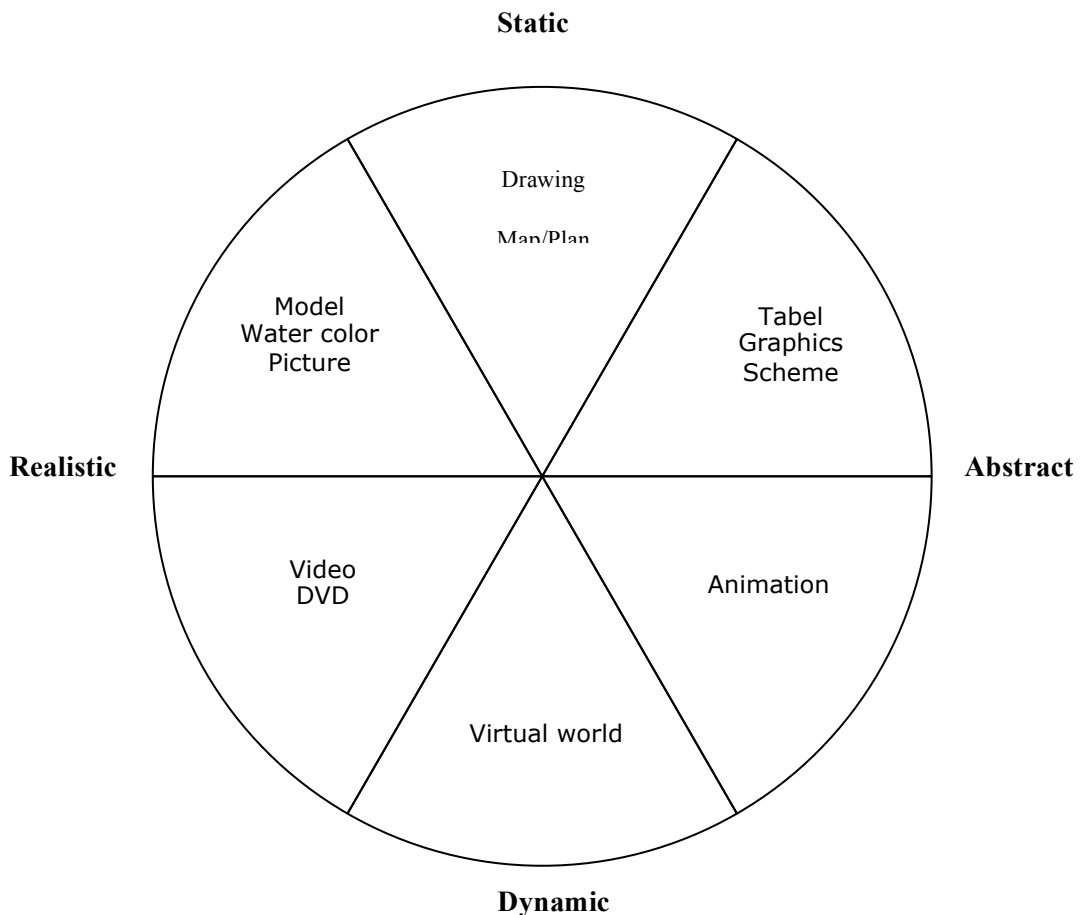 Static
Drawing
Map/Plan
Model
Water color
Picture
Tabel
Graphics
Scheme
Realistic
Abstract
Video
DVD
Animation
Virtual world
Dynamic